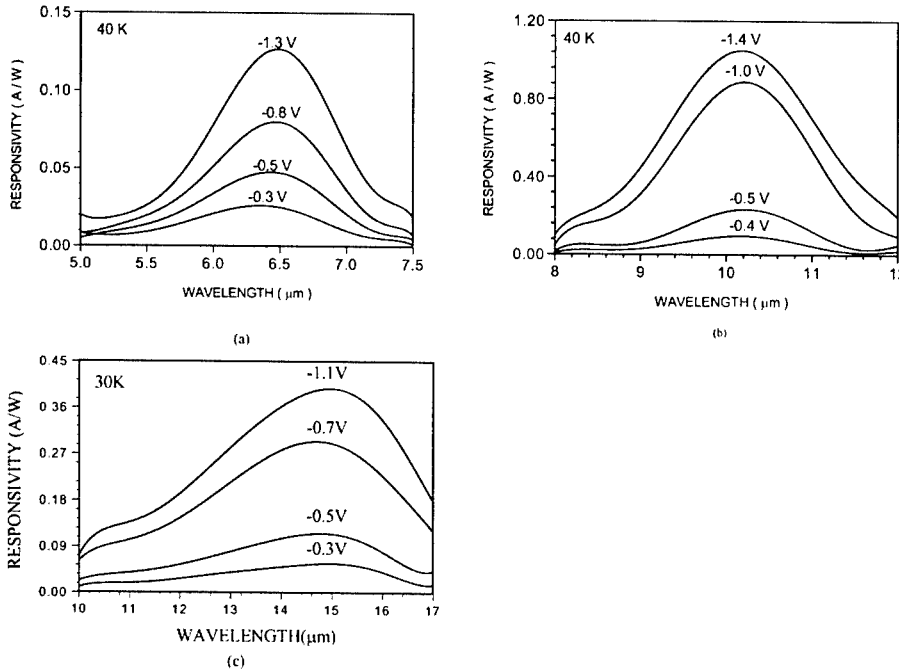 0.15
40 K
-1.3 V
0.10
-0.8 V
0.05
-0.5 V
-0.3 V
0.00
RESPONSIVITY ( A / W )
5.0 5.5 6.0 6.5 7.0 7.5
WAVELENGTH ( μm )
(a)
1.20
40 K
-1.4 V
-1.0 V
0.80
0.40
-0.5 V
-0.4 V
0.00
RESPONSIVITY ( A / W )
8 9 10 11
WAVELENGTH ( μm )
(b)
0.45
30K
-1.1V
0.36
-0.7V
0.27
0.18
-0.5V
0.09
-0.3V
0.00
RESPONSIVITY (A/W)
10 11 12 13 14 15 16 17
WAVELENGTH(μm)
(c)